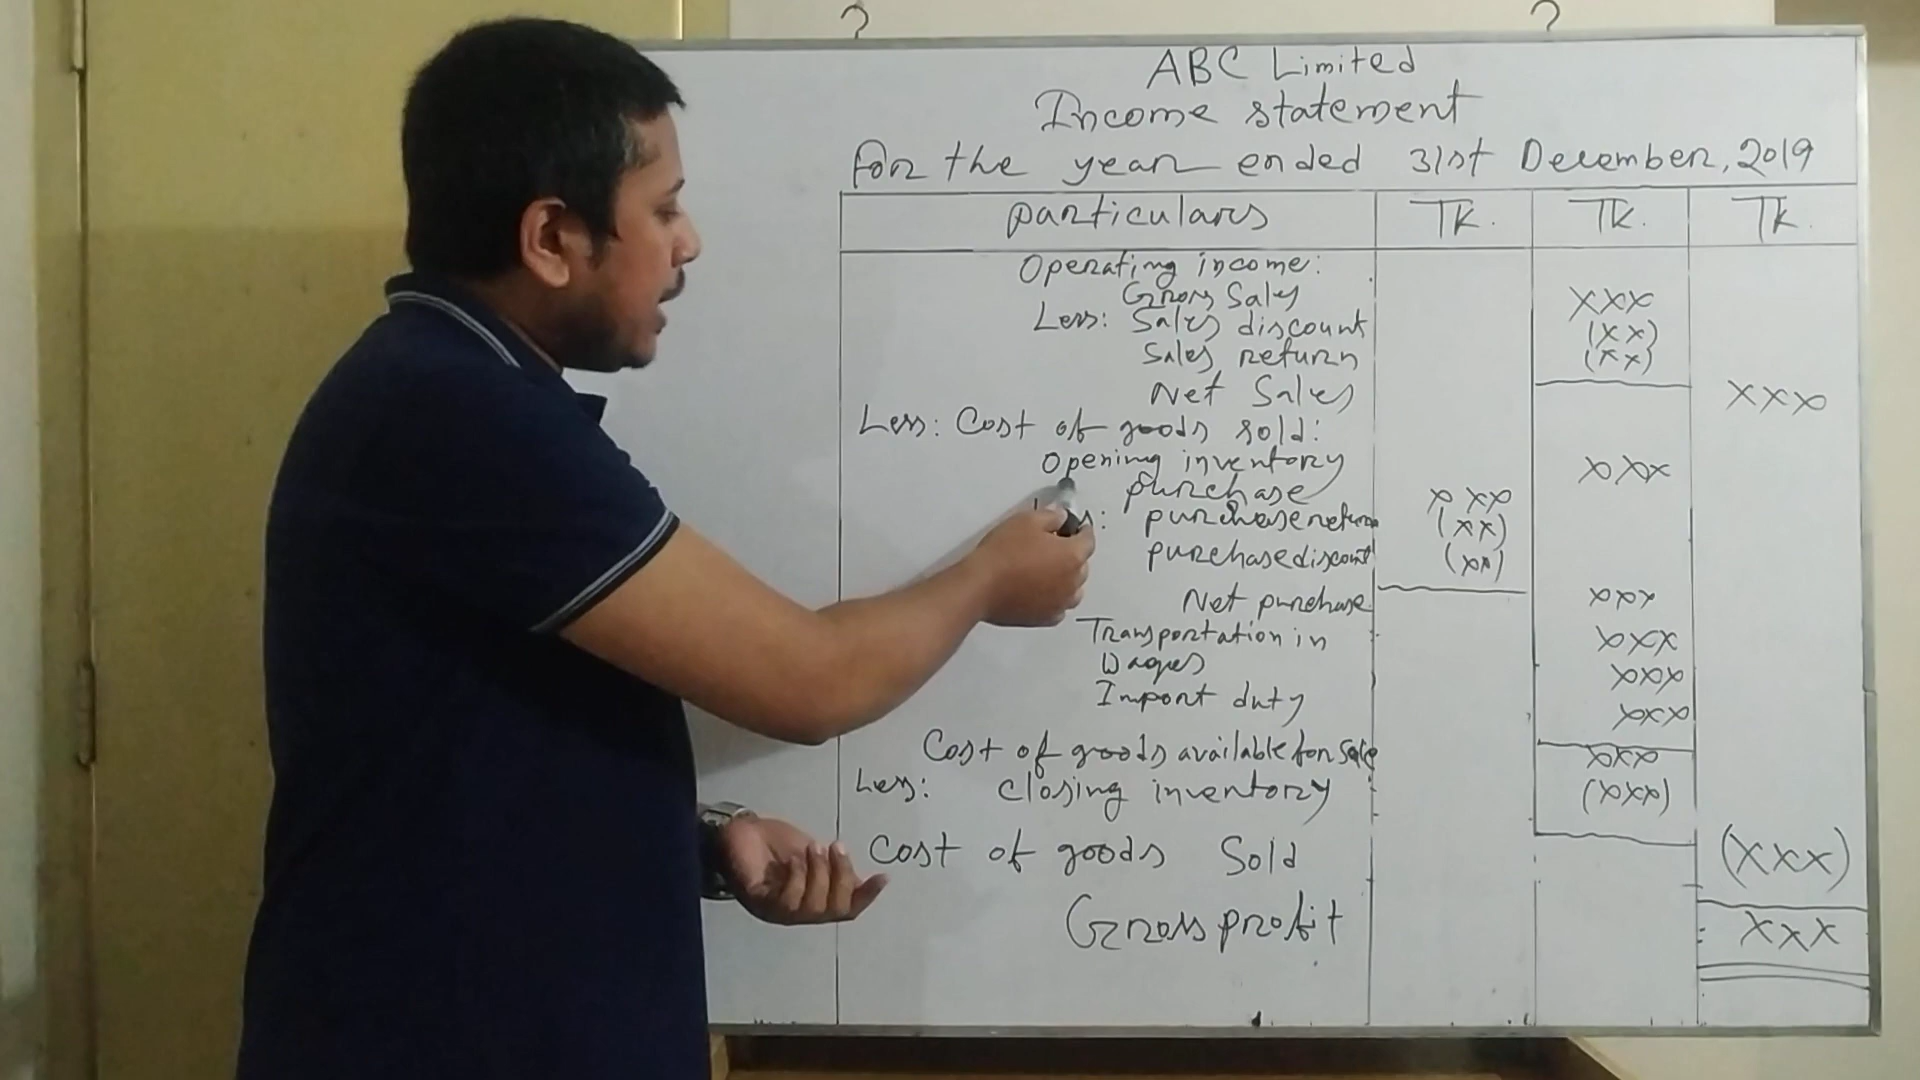 ABC Limited
Income statement
For the year ended 31st December, 2019
particulars TK. TK. TK.
Operating income:
Gross Sales XXX
Less: Sales discount (XX)
Sales return (XX)
Net Sales XXX
Less: Cost of goods sold:
Opening inventory XXX
purchase XXX
purchase return (XX)
purchase discount (XX)
Net purchase XXX
Transportation in XXX
Wages XXX
Import duty XXX
Cost of goods available for sale XXX
Less: closing inventory (XXX)
Cost of goods Sold (XXX)
Gross profit XXX